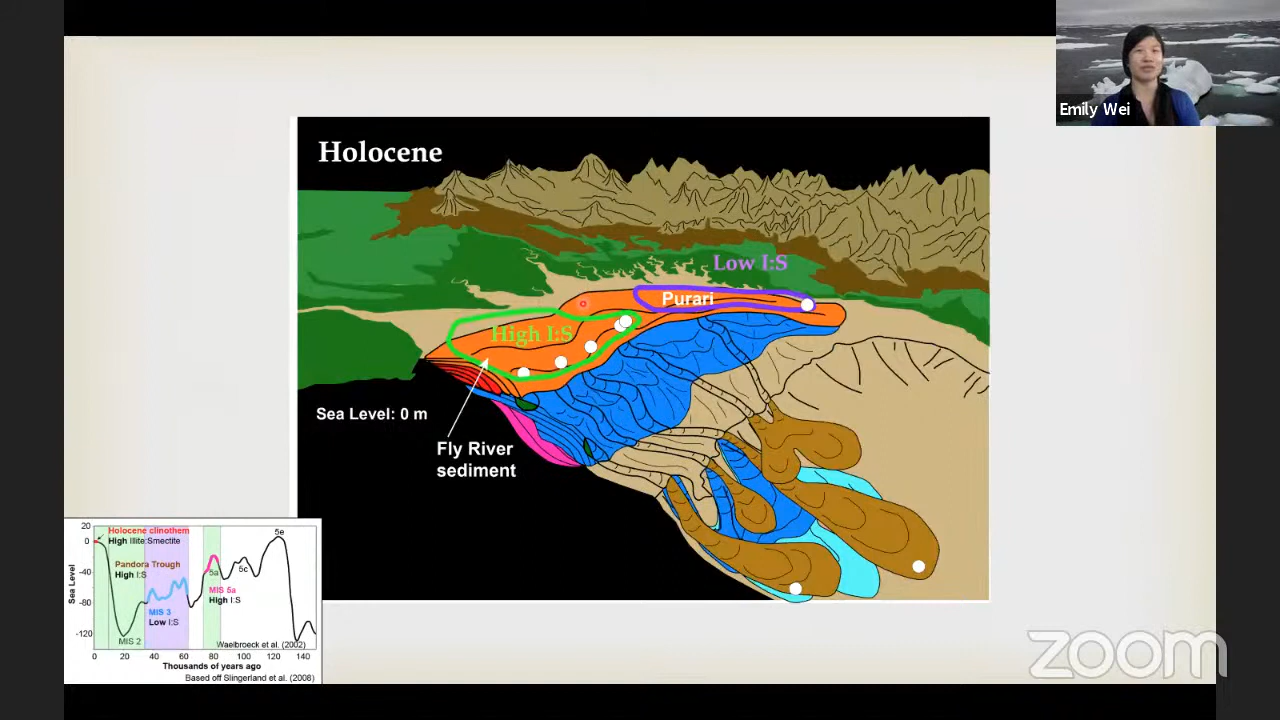 Emily Wei
Holocene
Low I:S
Purari
High I:S
Sea Level: 0 m
Fly River
sediment
20
0
-40
-80
-120
Sea Level
Holocene clinothem
High Illite:Smectite
Pandora Trough
High I:S
MIS 3
Low I:S
MIS 2
5a
MIS 5a
High I:S
5c
5e
Waelbroeck et al. (2002)
0 20 40 60 80 100 120 140
Thousands of years ago
Based off Slingerland et al. (2008)
zoom